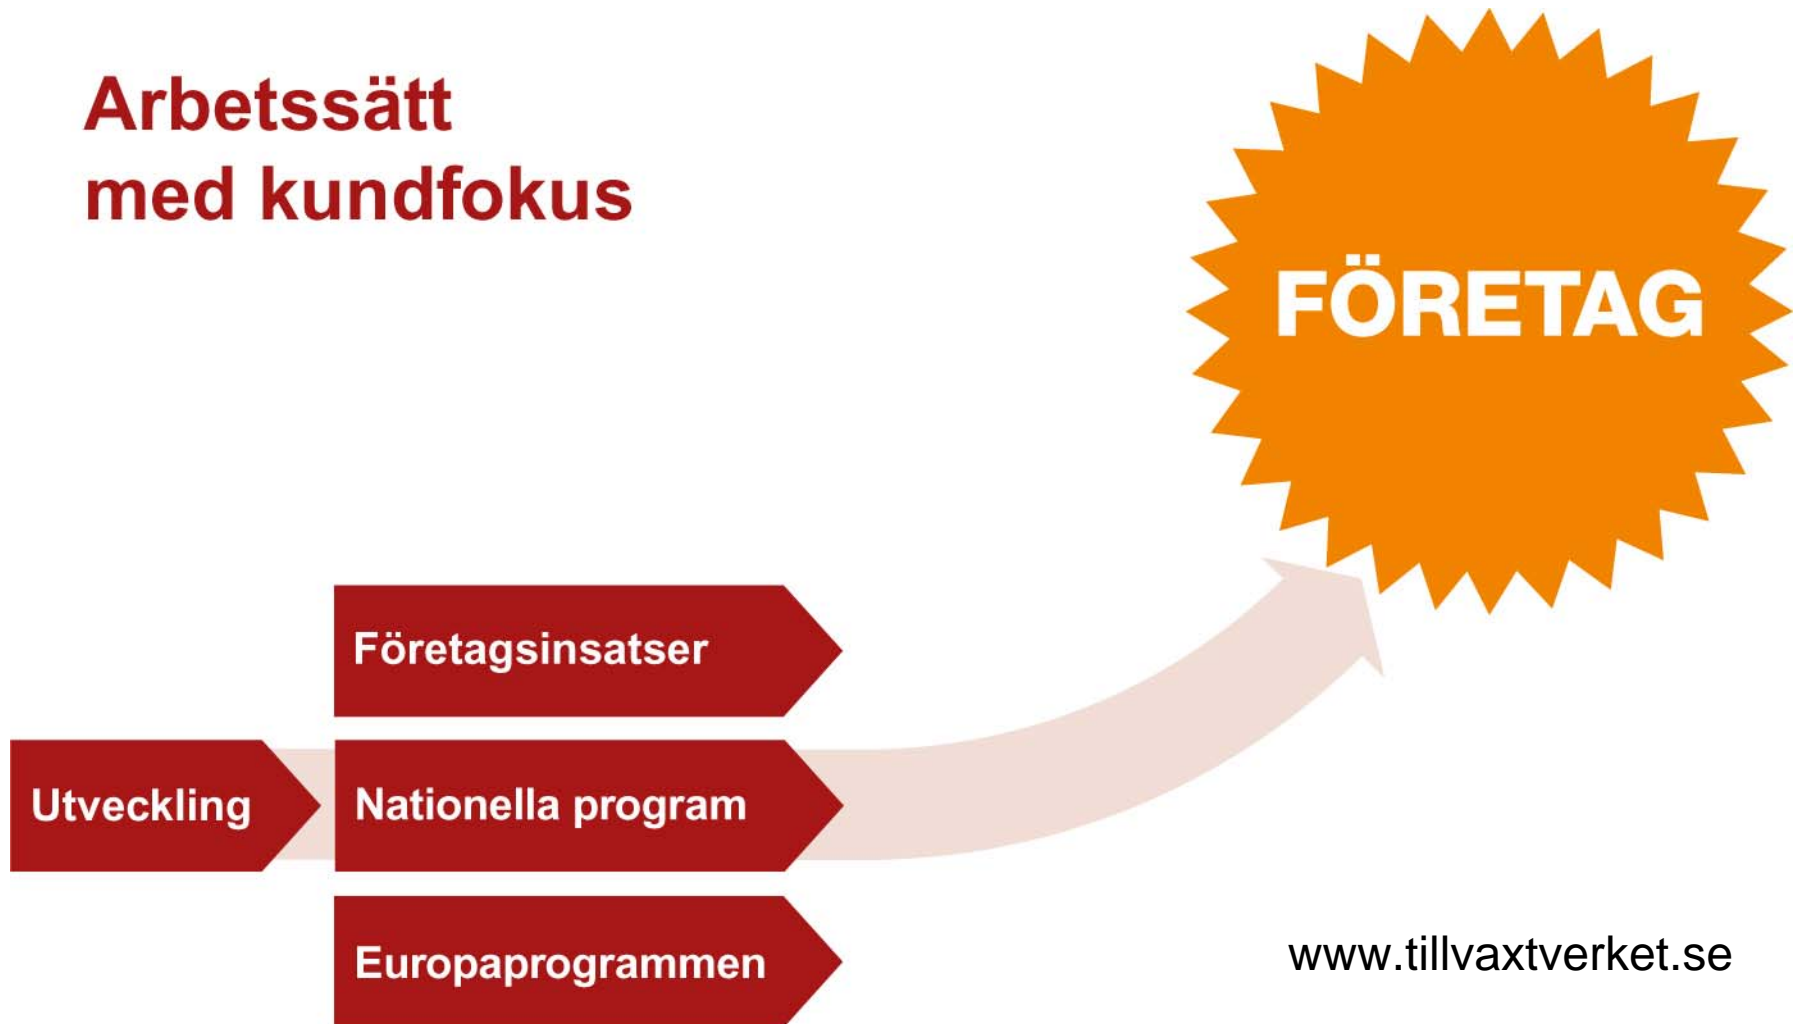 Arbetssätt
med kundfokus
FÖRETAG
Företagsinsatser
Utveckling
Nationella program
Europaprogrammen
www.tillvaxtverket.se